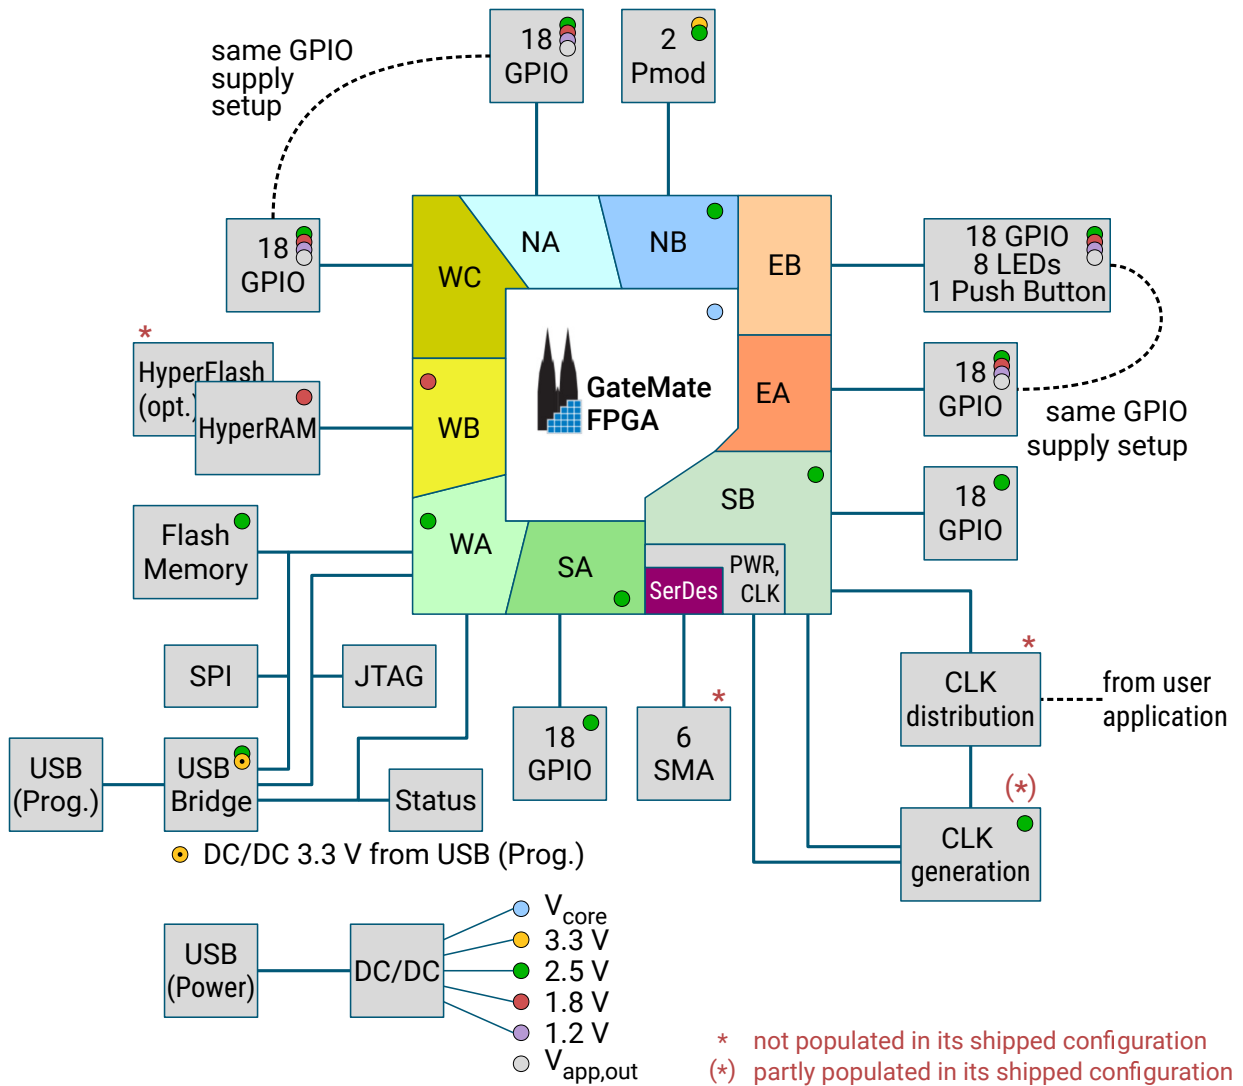 same GPIO
supply
setup
18
GPIO
2
Pmod
18
GPIO
WC
NA
NB
EB
18 GPIO
8 LEDs
1 Push Button
*
HyperFlash
(opt.)
HyperRAM
WB
GateMate
FPGA
EA
18
GPIO
same GPIO
supply setup
Flash
Memory
WA
SA
SB
PWR,
CLK
SerDes
18
GPIO
SPI
JTAG
USB
(Prog.)
USB
Bridge
Status
18
GPIO
*
6
SMA
*
CLK
distribution
from user
application
(*)
CLK
generation
DC/DC 3.3 V from USB (Prog.)
USB
(Power)
DC/DC
Vcore
3.3 V
2.5 V
1.8 V
1.2 V
Vapp,out
* not populated in its shipped configuration
(*) partly populated in its shipped configuration